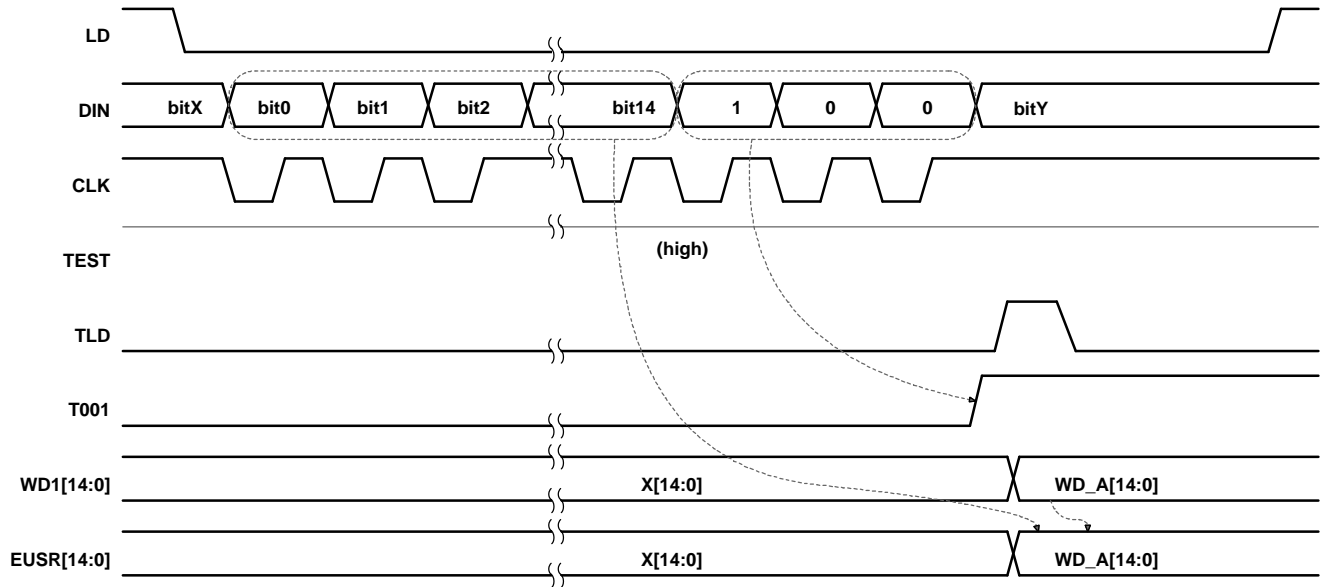 LD
DIN bitX bit0 bit1 bit2 bit14 1 0 0 bitY
CLK
(high)
TEST
TLD
T001
WD1[14:0] X[14:0] WD_A[14:0]
EUSR[14:0] X[14:0] WD_A[14:0]